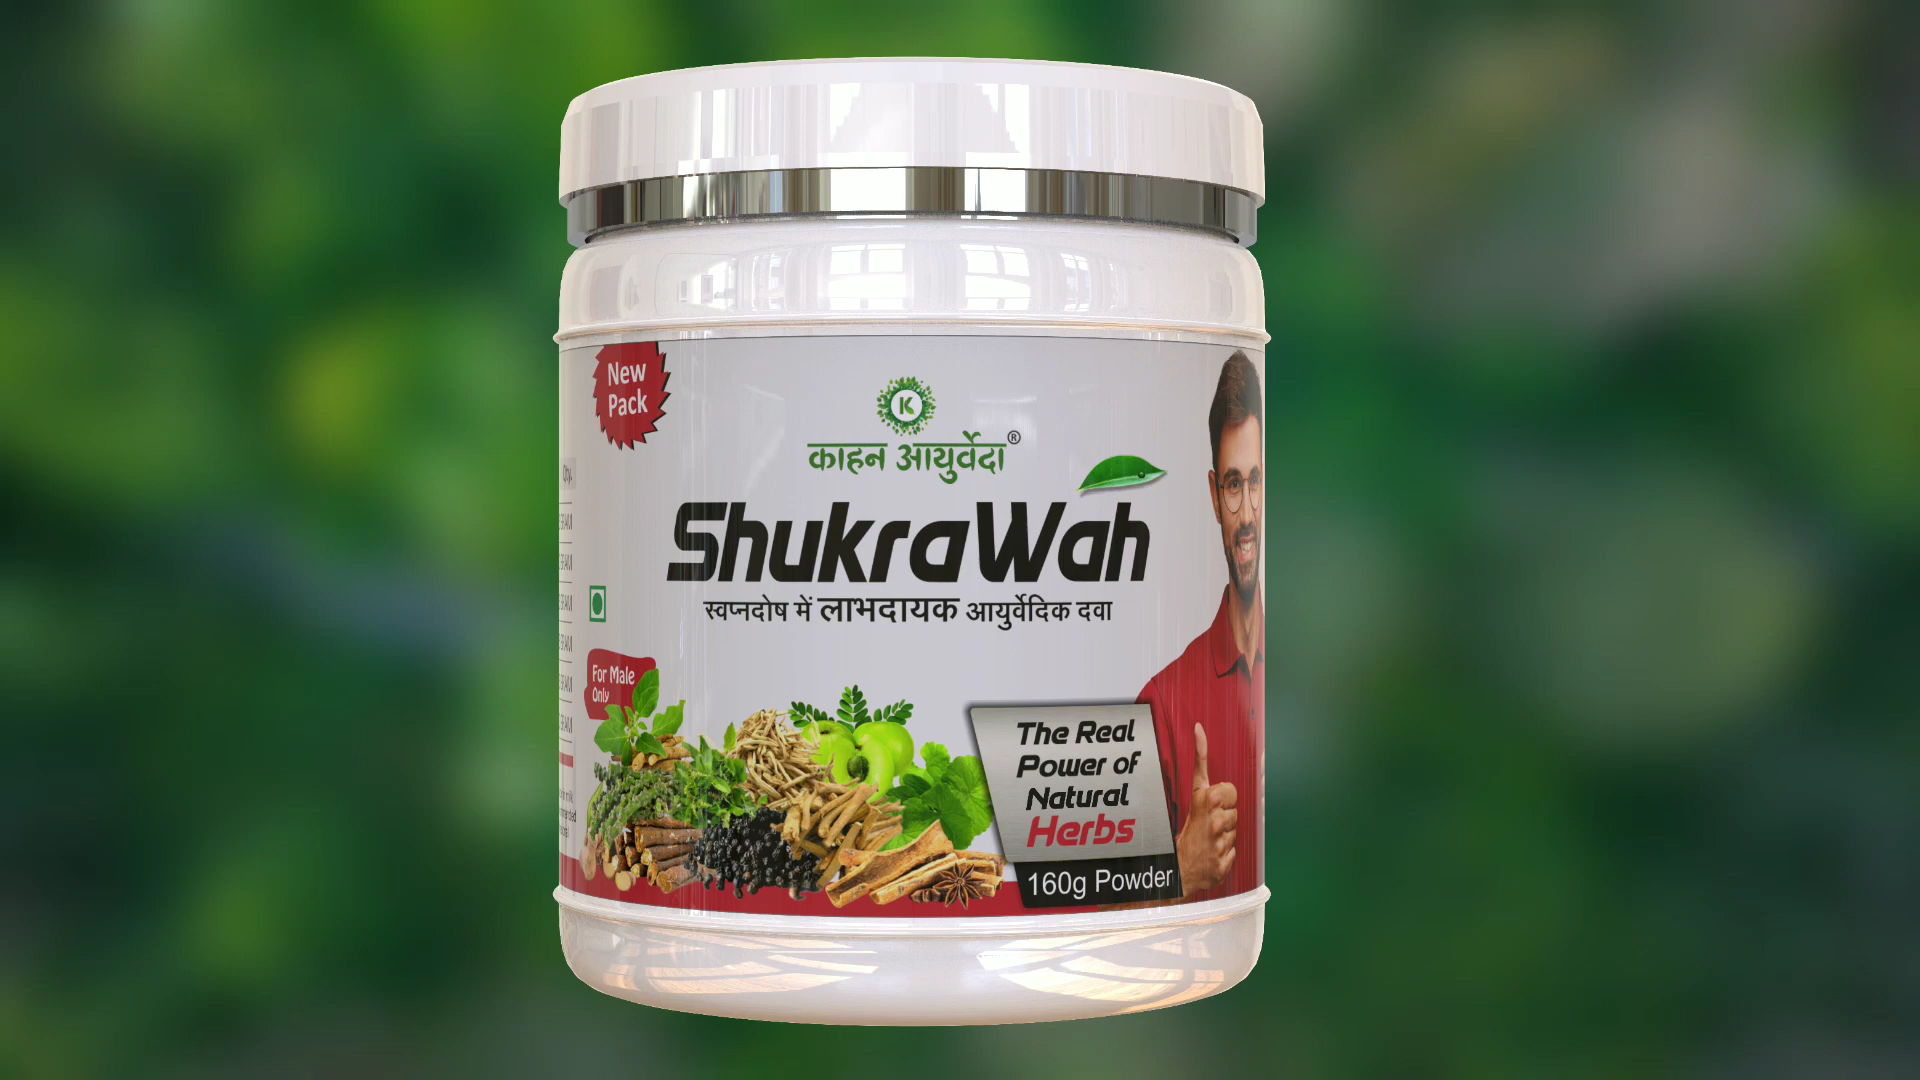 New
Pack
K
काहन आयुर्वेदा®
ShukraWah
स्वप्नदोष में लाभदायक आयुर्वेदिक दवा
Qty.
For Male
Only
The Real
Power of
Natural
Herbs
160g Powder